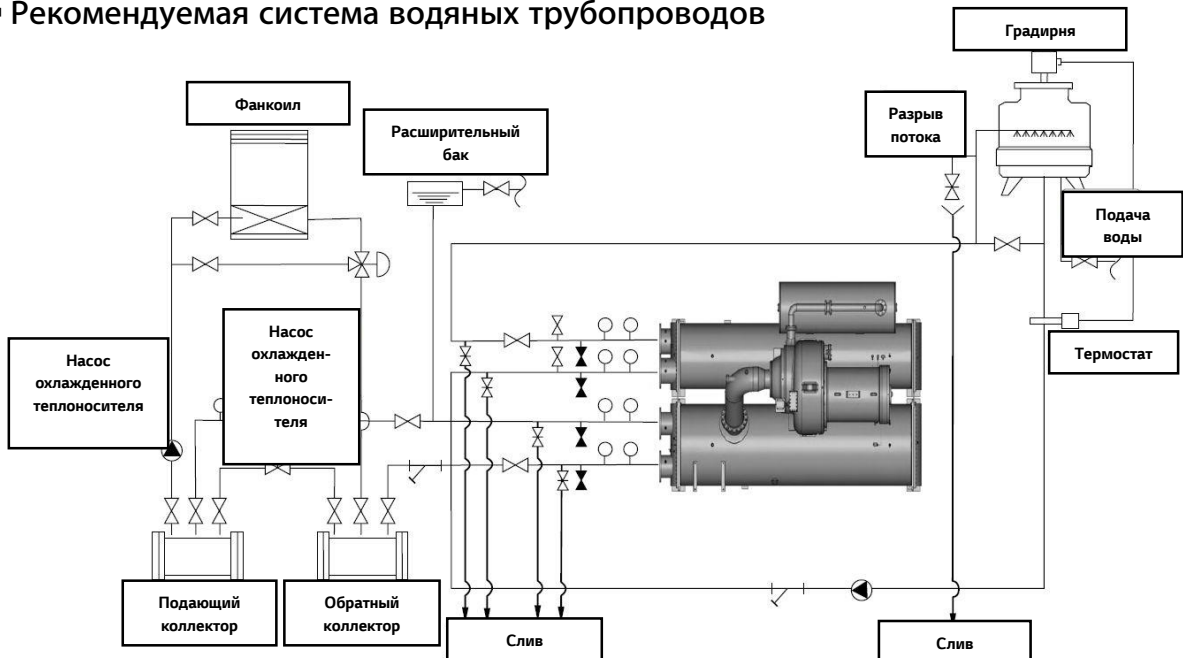 Рекомендуемая система водяных трубопроводов
Градирня
Фанкоил
Расширительный
бак
Разрыв
потока
Подача
воды
Насос
охлажденного
теплоносителя
Насос
охлажден-
ного
теплоноси-
теля
Термостат
Подающий
коллектор
Обратный
коллектор
Слив
Слив